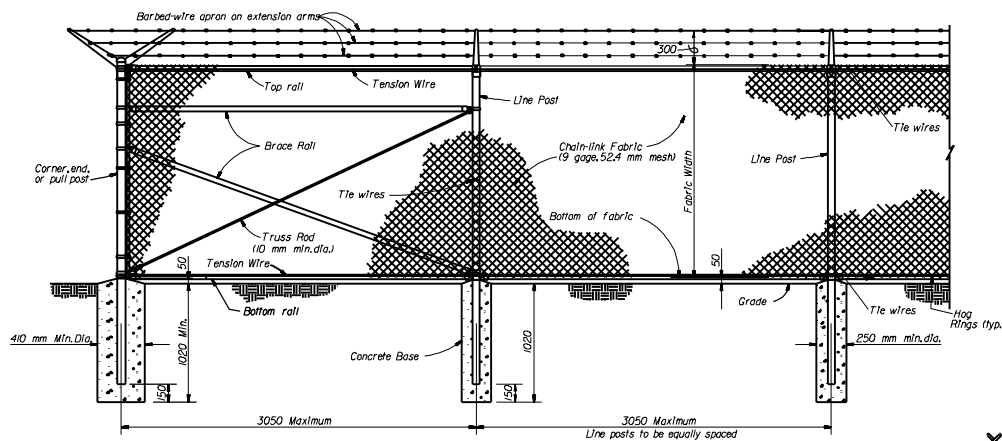 Barbed-wire apron on extension arms
300
Top rail
Tension Wire
Line Post
Tie wires
Brace Rail
Chain-link Fabric
(9 gage,52.4 mm mesh)
Line Post
Corner,end,
or pull post
Tie wires
Fabric Width
Bottom of fabric
Truss Rod
(10 mm min.dia.)
50
Tension Wire
50
Bottom rail
Grade
Tie wires
Hog
Rings (typ.
410 mm Min.Dia.
1020 Min.
Concrete Base
1020
250 mm min.dia.
150
150
3050 Maximum
3050 Maximum
Line posts to be equally spaced